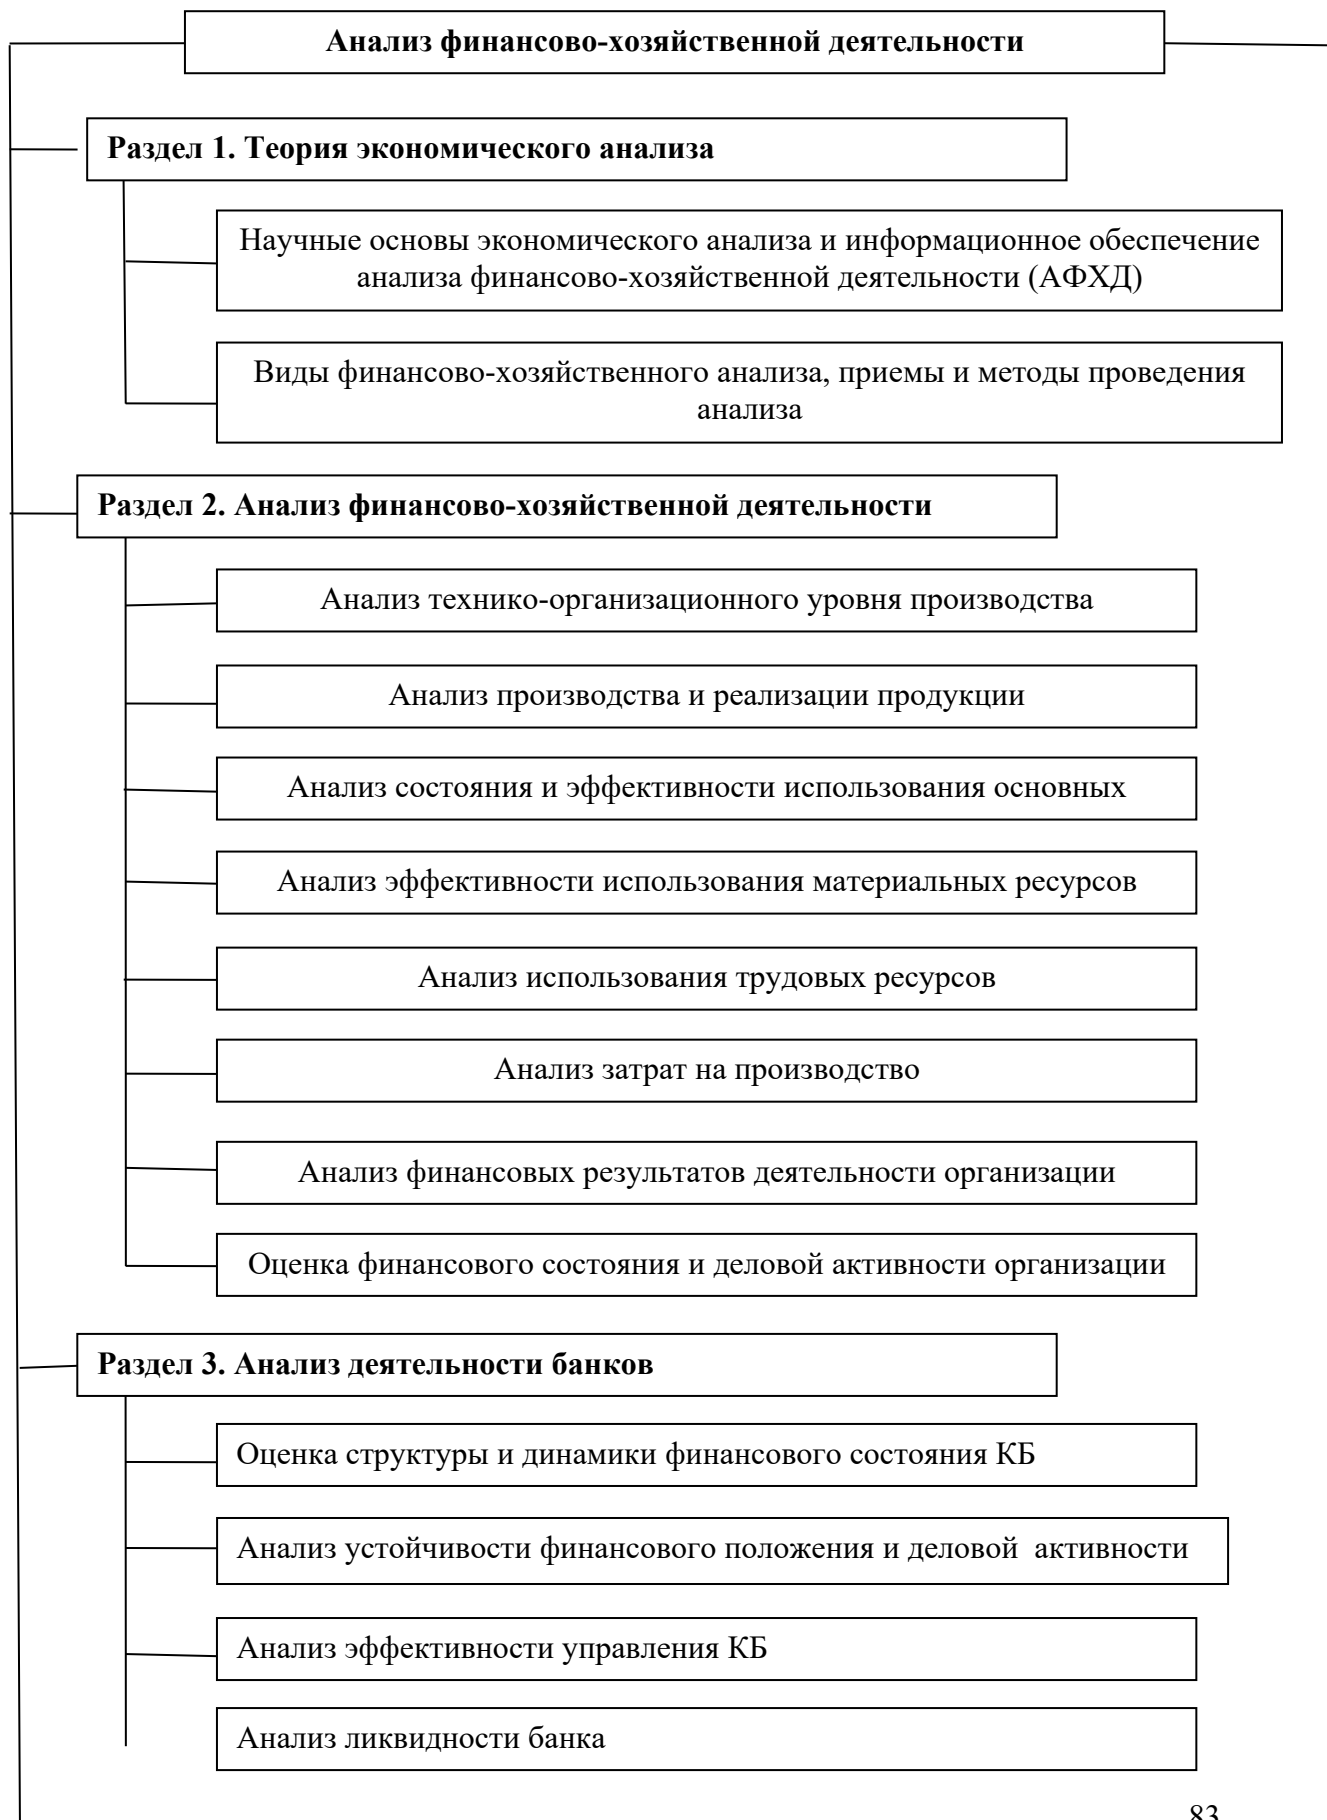 Анализ финансово-хозяйственной деятельности
Раздел 1. Теория экономического анализа
Научные основы экономического анализа и информационное обеспечение
анализа финансово-хозяйственной деятельности (АФХД)
Виды финансово-хозяйственного анализа, приемы и методы проведения
анализа
Раздел 2. Анализ финансово-хозяйственной деятельности
Анализ технико-организационного уровня производства
Анализ производства и реализации продукции
Анализ состояния и эффективности использования основных
Анализ эффективности использования материальных ресурсов
Анализ использования трудовых ресурсов
Анализ затрат на производство
Анализ финансовых результатов деятельности организации
Оценка финансового состояния и деловой активности организации
Раздел 3. Анализ деятельности банков
Оценка структуры и динамики финансового состояния КБ
Анализ устойчивости финансового положения и деловой активности
Анализ эффективности управления КБ
Анализ ликвидности банка
83